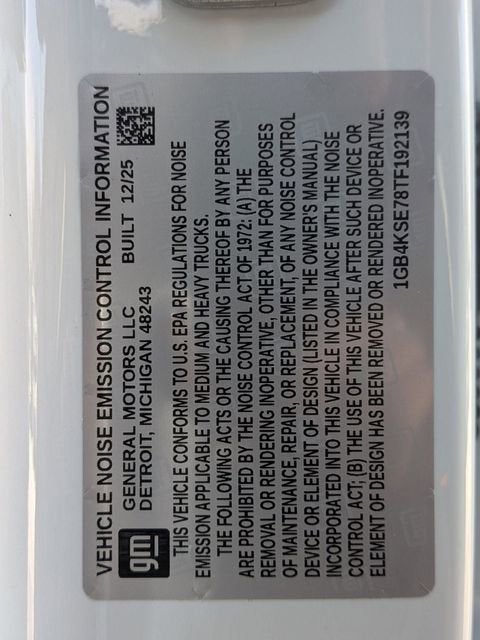 VEHICLE NOISE EMISSION CONTROL INFORMATION
gm
GENERAL MOTORS LLC
DETROIT, MICHIGAN 48243
BUILT 12/25
THIS VEHICLE CONFORMS TO U.S. EPA REGULATIONS FOR NOISE
EMISSION APPLICABLE TO MEDIUM AND HEAVY TRUCKS.
THE FOLLOWING ACTS OR THE CAUSING THEREOF BY ANY PERSON
ARE PROHIBITED BY THE NOISE CONTROL ACT OF 1972: (A) THE
REMOVAL OR RENDERING INOPERATIVE, OTHER THAN FOR PURPOSES
OF MAINTENANCE, REPAIR, OR REPLACEMENT, OF ANY NOISE CONTROL
DEVICE OR ELEMENT OF DESIGN (LISTED IN THE OWNER'S MANUAL)
INCORPORATED INTO THIS VEHICLE IN COMPLIANCE WITH THE NOISE
CONTROL ACT; (B) THE USE OF THIS VEHICLE AFTER SUCH DEVICE OR
ELEMENT OF DESIGN HAS BEEN REMOVED OR RENDERED INOPERATIVE.
1GB4KSE78TF192139